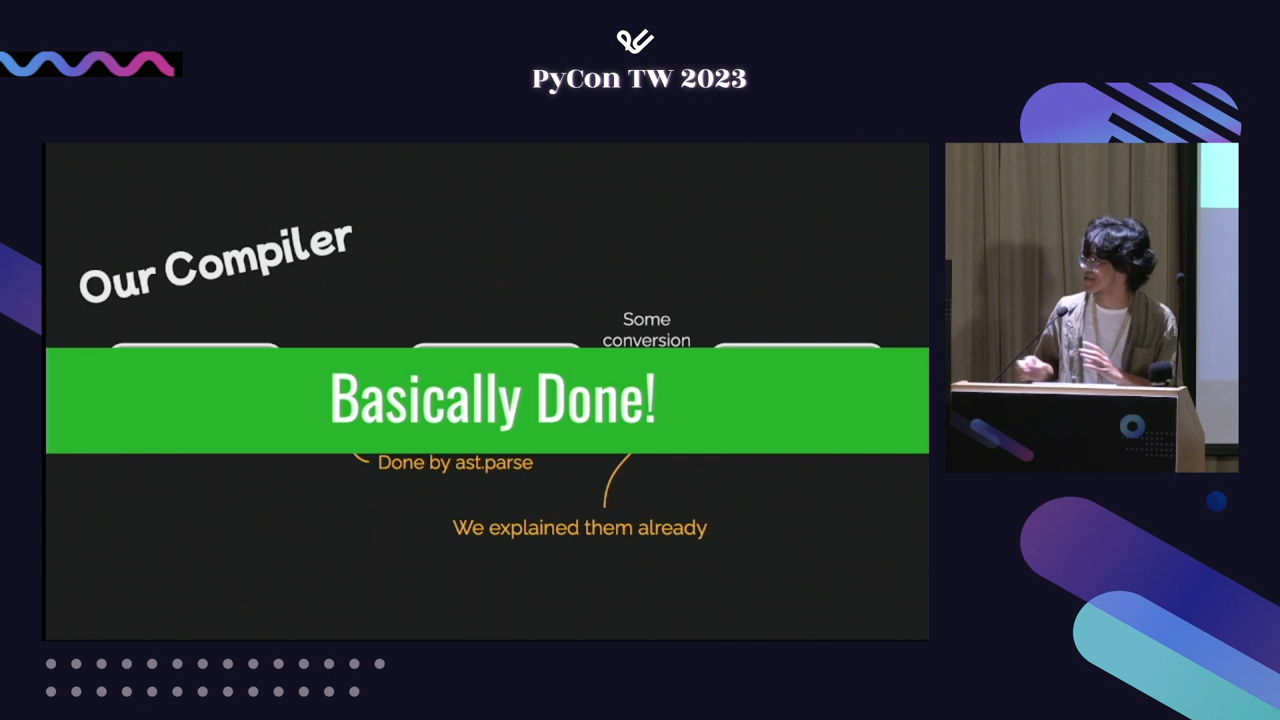 PyCon TW 2023
Our Compiler
Some
conversion
Basically Done!
Done by ast.parse
We explained them already